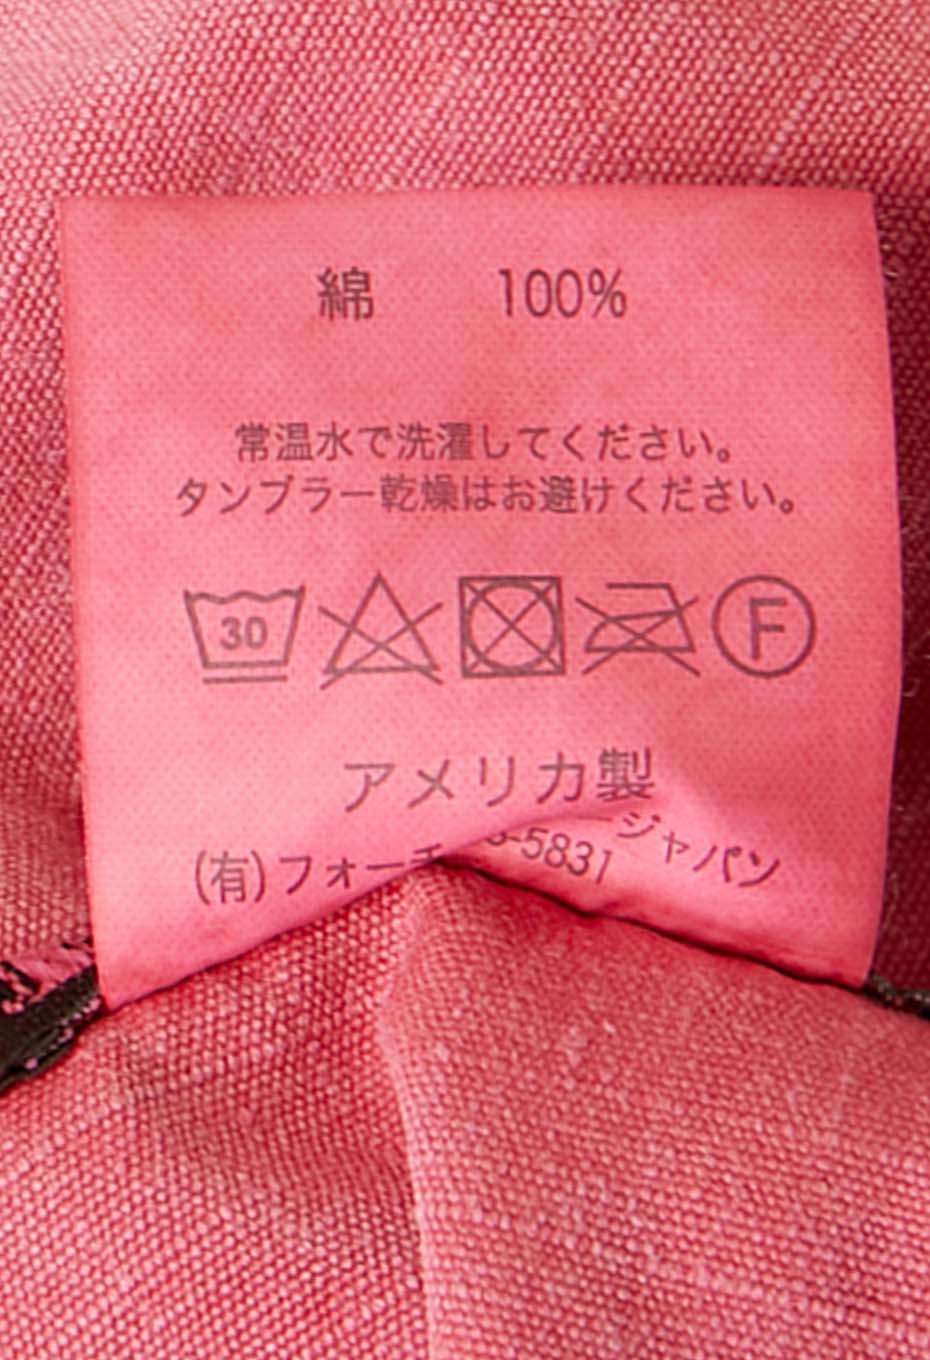 綿 100%
常温水で洗濯してください。
タンブラー乾燥はお避けください。
30
F
アメリカ製
(有)フォー ージャパン
-5831